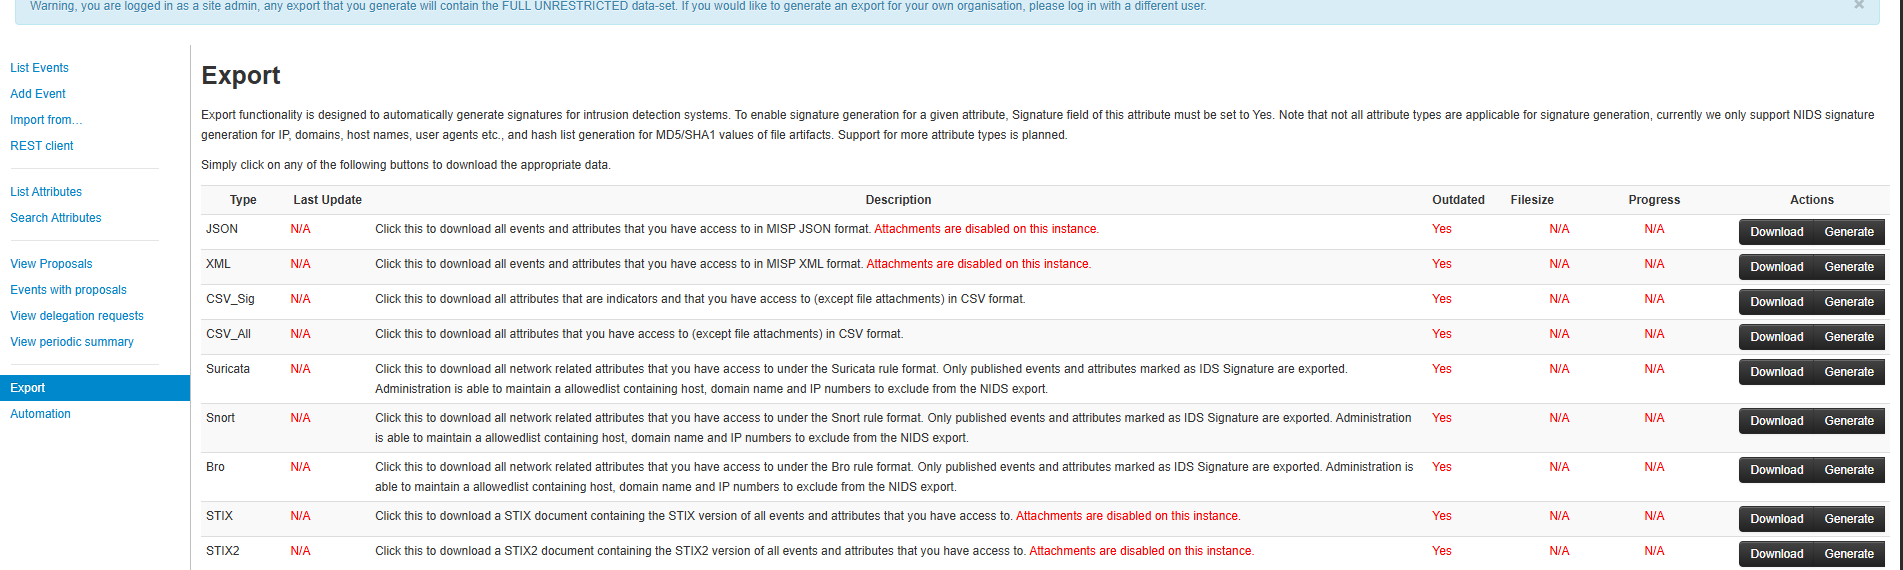 Warning, you are logged in as a site admin, any export that you generate will contain the FULL UNRESTRICTED data-set. If you would like to generate an export for your own organisation, please log in with a different user.
×
List Events
Add Event
Import from...
REST client
List Attributes
Search Attributes
View Proposals
Events with proposals
View delegation requests
View periodic summary
Export
Automation
Export
Export functionality is designed to automatically generate signatures for intrusion detection systems. To enable signature generation for a given attribute, Signature field of this attribute must be set to Yes. Note that not all attribute types are applicable for signature generation, currently we only support NIDS signature
generation for IP, domains, host names, user agents etc., and hash list generation for MD5/SHA1 values of file artifacts. Support for more attribute types is planned.
Simply click on any of the following buttons to download the appropriate data.
Type Last Update Description Outdated Filesize Progress Actions
JSON N/A Click this to download all events and attributes that you have access to in MISP JSON format. Attachments are disabled on this instance. Yes N/A N/A Download Generate
XML N/A Click this to download all events and attributes that you have access to in MISP XML format. Attachments are disabled on this instance. Yes N/A N/A Download Generate
CSV_Sig N/A Click this to download all attributes that are indicators and that you have access to (except file attachments) in CSV format. Yes N/A N/A Download Generate
CSV_All N/A Click this to download all attributes that you have access to (except file attachments) in CSV format. Yes N/A N/A Download Generate
Suricata N/A Click this to download all network related attributes that you have access to under the Suricata rule format. Only published events and attributes marked as IDS Signature are exported. Yes N/A N/A Download Generate
Administration is able to maintain a allowedlist containing host, domain name and IP numbers to exclude from the NIDS export.
Snort N/A Click this to download all network related attributes that you have access to under the Snort rule format. Only published events and attributes marked as IDS Signature are exported. Administration Yes N/A N/A Download Generate
is able to maintain a allowedlist containing host, domain name and IP numbers to exclude from the NIDS export.
Bro N/A Click this to download all network related attributes that you have access to under the Bro rule format. Only published events and attributes marked as IDS Signature are exported. Administration is Yes N/A N/A Download Generate
able to maintain a allowedlist containing host, domain name and IP numbers to exclude from the NIDS export.
STIX N/A Click this to download a STIX document containing the STIX version of all events and attributes that you have access to. Attachments are disabled on this instance. Yes N/A N/A Download Generate
STIX2 N/A Click this to download a STIX2 document containing the STIX2 version of all events and attributes that you have access to. Attachments are disabled on this instance. Yes N/A N/A Download Generate